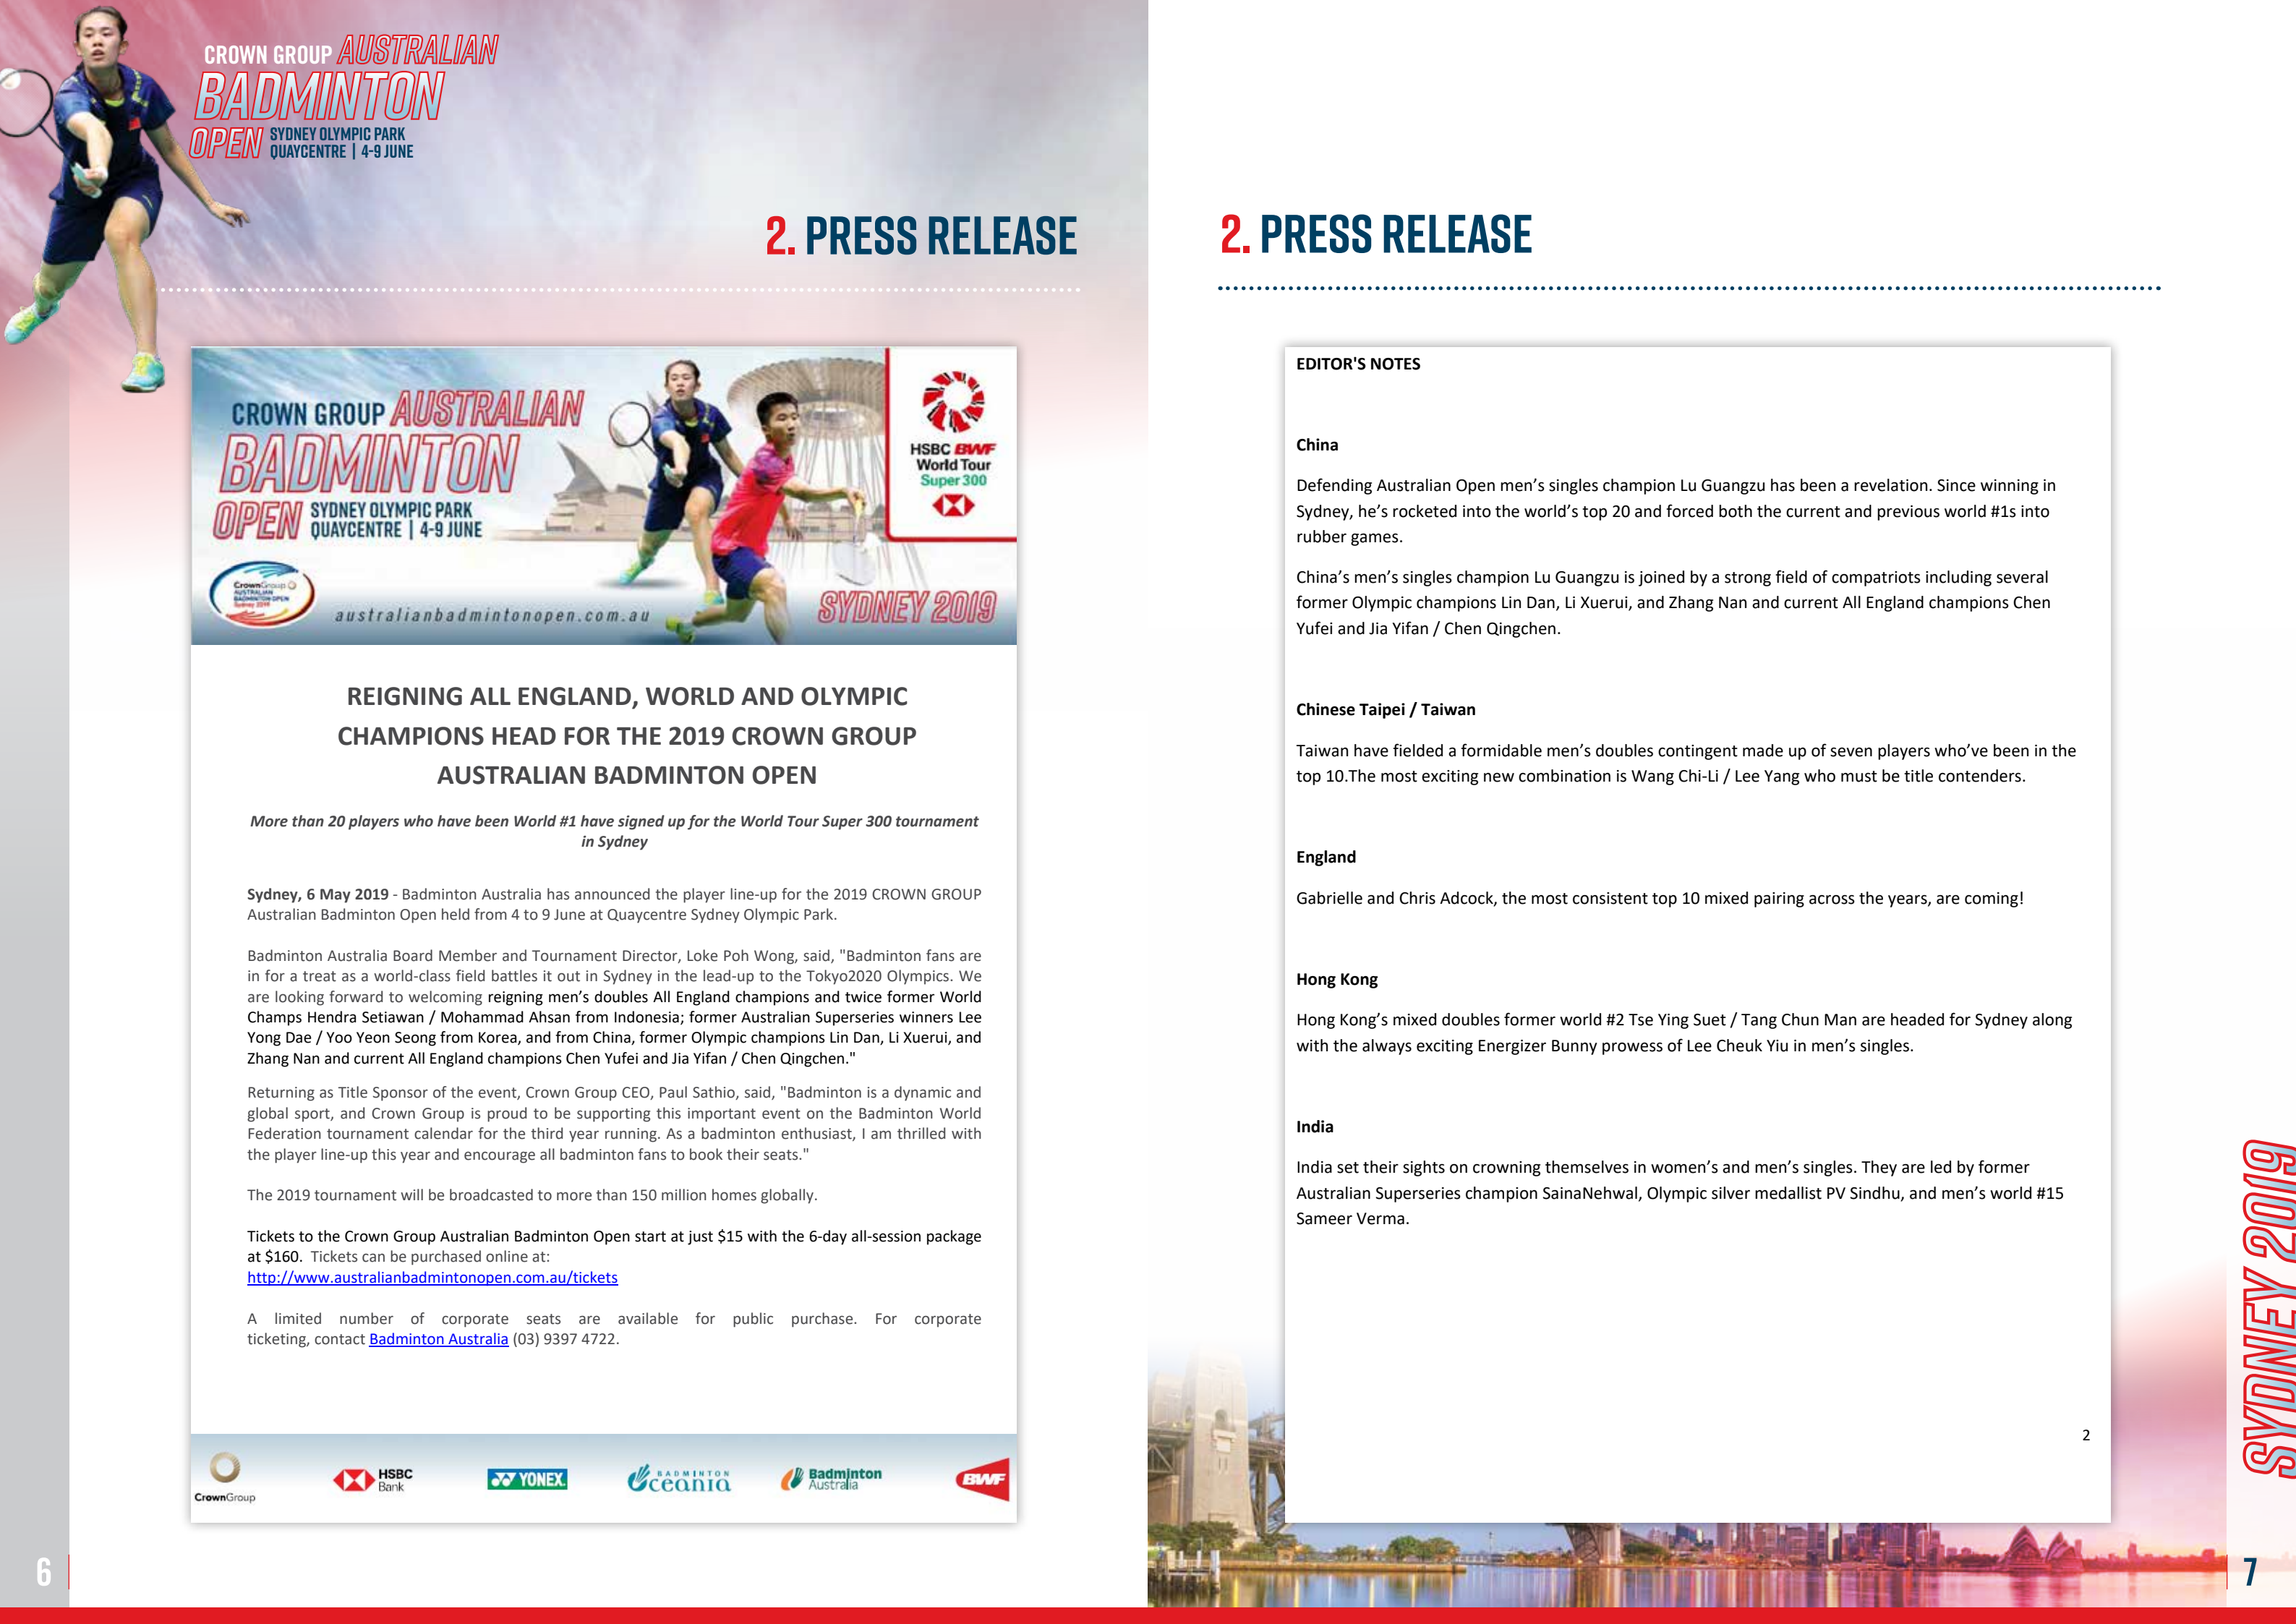 CROWN GROUP AUSTRALIAN
BADMINTON
OPEN SYDNEY OLYMPIC PARK
QUAYCENTRE | 4-9 JUNE
2. PRESS RELEASE
CROWN GROUP AUSTRALIAN
BADMINTON
OPEN SYDNEY OLYMPIC PARK
QUAYCENTRE | 4-9 JUNE
HSBC BWF
World Tour
Super 300
CrownGroup
AUSTRALIAN
BADMINTON OPEN
Sydney 2019
australianbadmintonopen.com.au
SYDNEY 2019
REIGNING ALL ENGLAND, WORLD AND OLYMPIC
CHAMPIONS HEAD FOR THE 2019 CROWN GROUP
AUSTRALIAN BADMINTON OPEN
More than 20 players who have been World #1 have signed up for the World Tour Super 300 tournament
in Sydney
Sydney, 6 May 2019 - Badminton Australia has announced the player line-up for the 2019 CROWN GROUP
Australian Badminton Open held from 4 to 9 June at Quaycentre Sydney Olympic Park.
Badminton Australia Board Member and Tournament Director, Loke Poh Wong, said, "Badminton fans are
in for a treat as a world-class field battles it out in Sydney in the lead-up to the Tokyo2020 Olympics. We
are looking forward to welcoming reigning men's doubles All England champions and twice former World
Champs Hendra Setiawan / Mohammad Ahsan from Indonesia; former Australian Superseries winners Lee
Yong Dae / Yoo Yeon Seong from Korea, and from China, former Olympic champions Lin Dan, Li Xuerui, and
Zhang Nan and current All England champions Chen Yufei and Jia Yifan / Chen Qingchen."
Returning as Title Sponsor of the event, Crown Group CEO, Paul Sathio, said, "Badminton is a dynamic and
global sport, and Crown Group is proud to be supporting this important event on the Badminton World
Federation tournament calendar for the third year running. As a badminton enthusiast, I am thrilled with
the player line-up this year and encourage all badminton fans to book their seats."
The 2019 tournament will be broadcasted to more than 150 million homes globally.
Tickets to the Crown Group Australian Badminton Open start at just $15 with the 6-day all-session package
at $160. Tickets can be purchased online at:
http://www.australianbadmintonopen.com.au/tickets
A limited number of corporate seats are available for public purchase. For corporate
ticketing, contact Badminton Australia (03) 9397 4722.
CrownGroup
HSBC
Bank
YONEX
BADMINTON
Oceania
Badminton
Australia
BWF
6
2. PRESS RELEASE
EDITOR'S NOTES
China
Defending Australian Open men's singles champion Lu Guangzu has been a revelation. Since winning in
Sydney, he's rocketed into the world's top 20 and forced both the current and previous world #1s into
rubber games.
China's men's singles champion Lu Guangzu is joined by a strong field of compatriots including several
former Olympic champions Lin Dan, Li Xuerui, and Zhang Nan and current All England champions Chen
Yufei and Jia Yifan / Chen Qingchen.
Chinese Taipei / Taiwan
Taiwan have fielded a formidable men's doubles contingent made up of seven players who've been in the
top 10.The most exciting new combination is Wang Chi-Li / Lee Yang who must be title contenders.
England
Gabrielle and Chris Adcock, the most consistent top 10 mixed pairing across the years, are coming!
Hong Kong
Hong Kong's mixed doubles former world #2 Tse Ying Suet / Tang Chun Man are headed for Sydney along
with the always exciting Energizer Bunny prowess of Lee Cheuk Yiu in men's singles.
India
India set their sights on crowning themselves in women's and men's singles. They are led by former
Australian Superseries champion SainaNehwal, Olympic silver medallist PV Sindhu, and men's world #15
Sameer Verma.
2
SYDNEY 2019
7